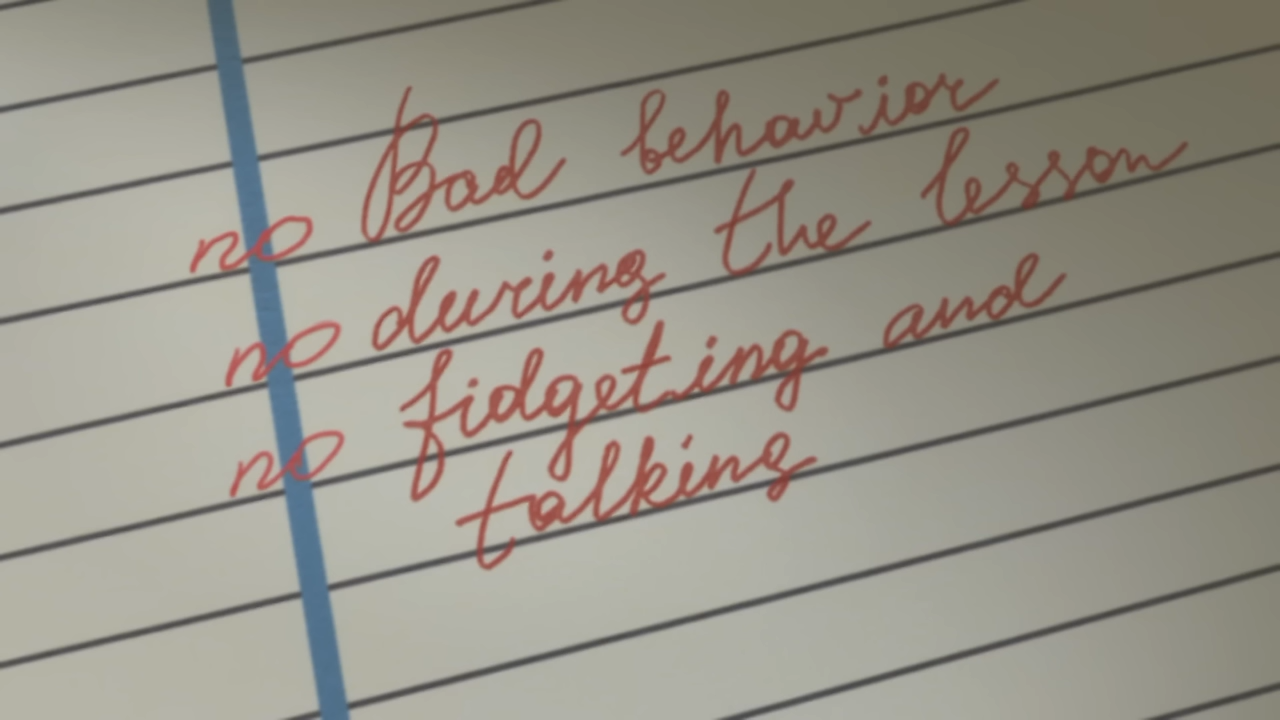 no Bad behavior
no during the lesson
no fidgeting and
talking